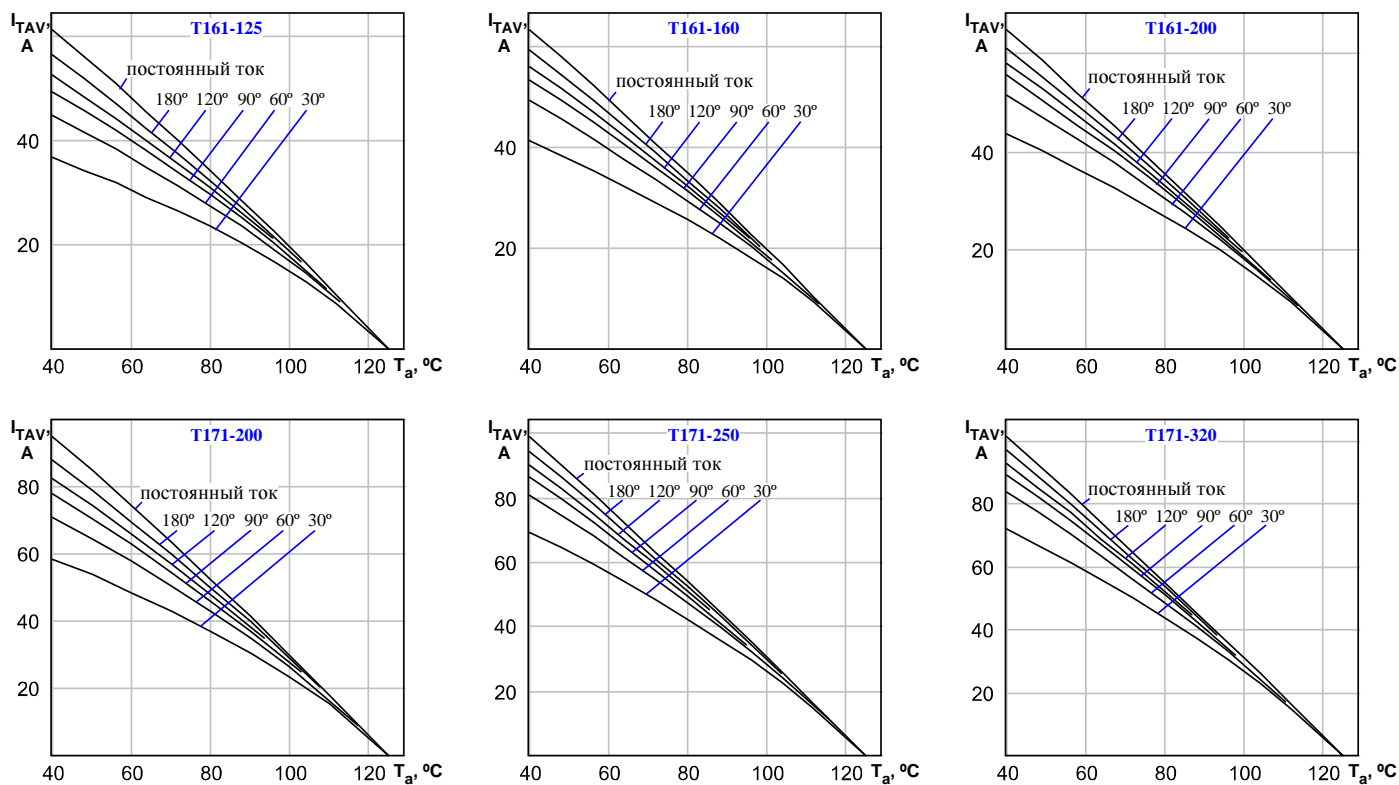 I_TAV, A
T161-125
постоянный ток
180º 120º 90º 60º 30º
40
20
40 60 80 100 120 T_a, ºC
I_TAV, A
T161-160
постоянный ток
180º 120º 90º 60º 30º
40
20
40 60 80 100 120 T_a, ºC
I_TAV, A
T161-200
постоянный ток
180º 120º 90º 60º 30º
40
20
40 60 80 100 120 T_a, ºC
I_TAV, A
T171-200
80
постоянный ток
180º 120º 90º 60º 30º
60
40
20
40 60 80 100 120 T_a, ºC
I_TAV, A
T171-250
постоянный ток
80
180º 120º 90º 60º 30º
60
40
20
40 60 80 100 120 T_a, ºC
I_TAV, A
T171-320
постоянный ток
80
180º 120º 90º 60º 30º
60
40
20
40 60 80 100 120 T_a, ºC